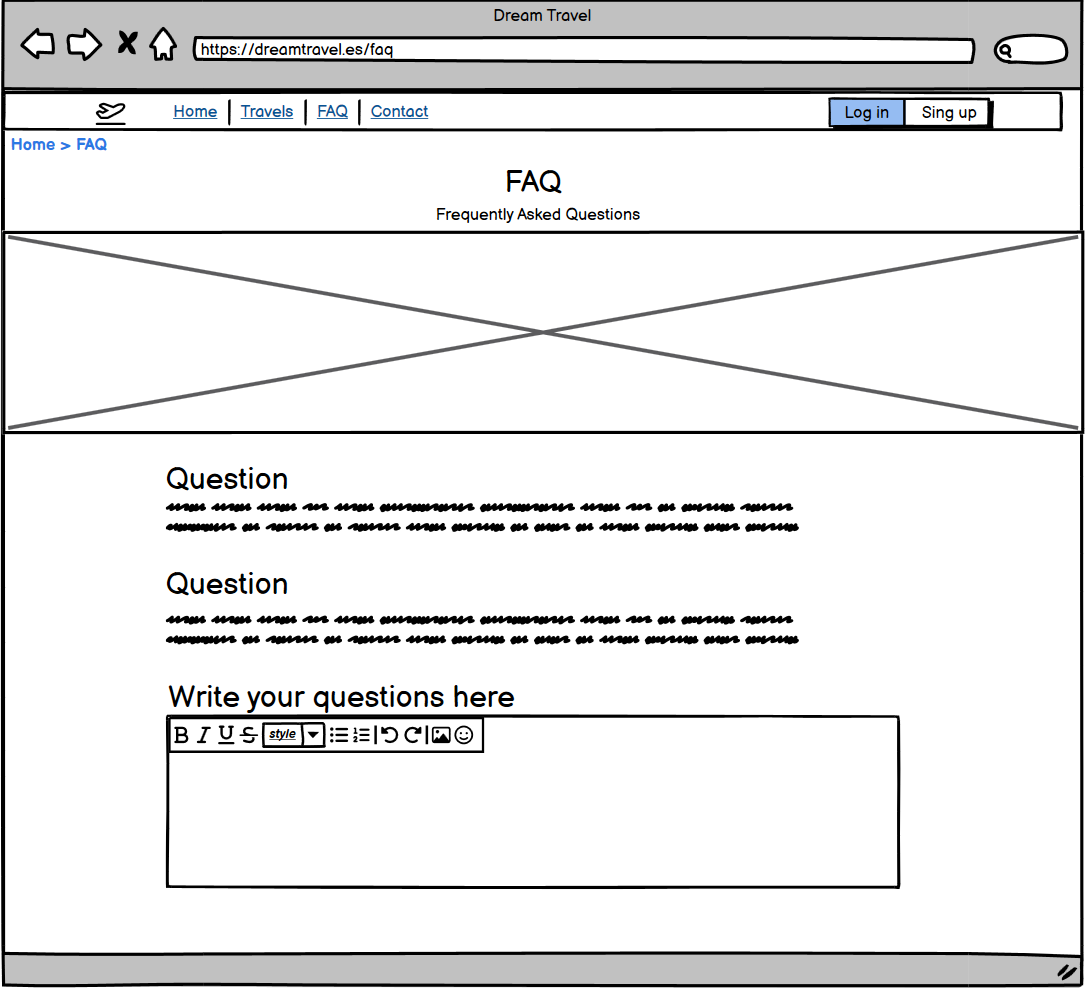 Dream Travel
https://dreamtravel.es/faq
Home | Travels | FAQ | Contact
Log in Sing up
Home > FAQ
FAQ
Frequently Asked Questions
Question
Question
Write your questions here
B I U S style